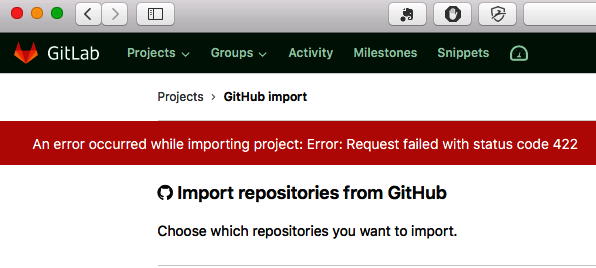 GitLab Projects Groups Activity Milestones Snippets
Projects › GitHub import
An error occurred while importing project: Error: Request failed with status code 422
Import repositories from GitHub
Choose which repositories you want to import.